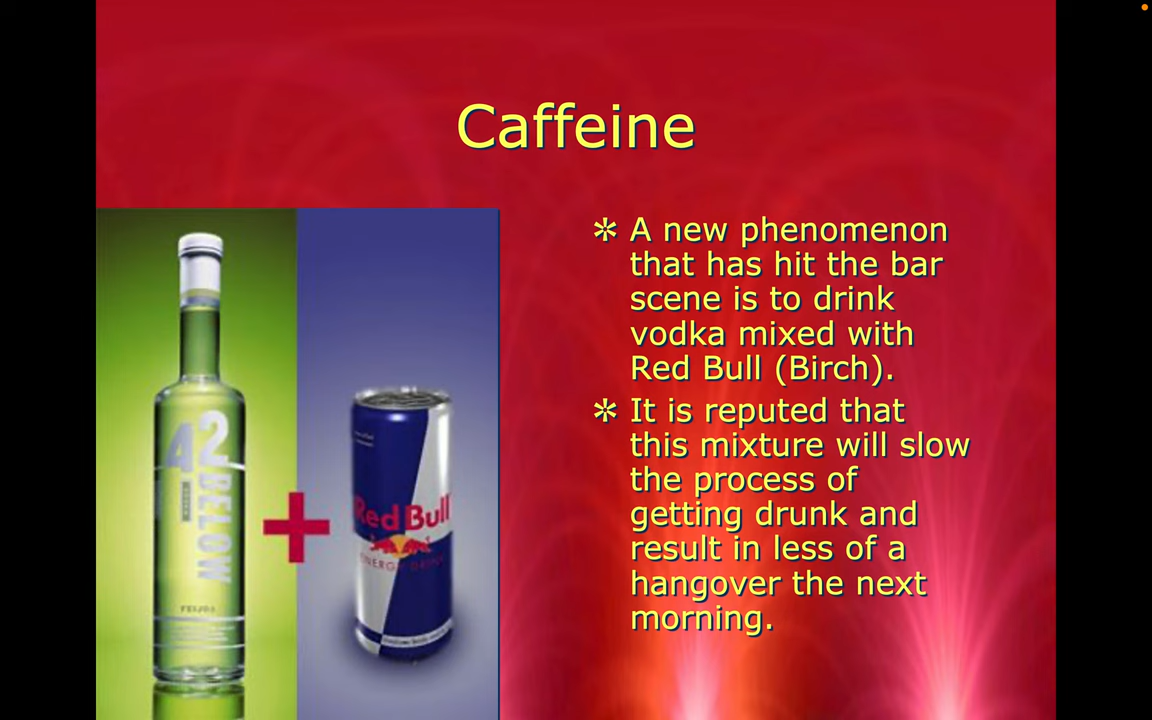 Caffeine
✲ A new phenomenon
that has hit the bar
scene is to drink
vodka mixed with
Red Bull (Birch).
✲ It is reputed that
this mixture will slow
the process of
getting drunk and
result in less of a
hangover the next
morning.
42
BELOW
FEIJOA
RedBull
ENERGY DRINK